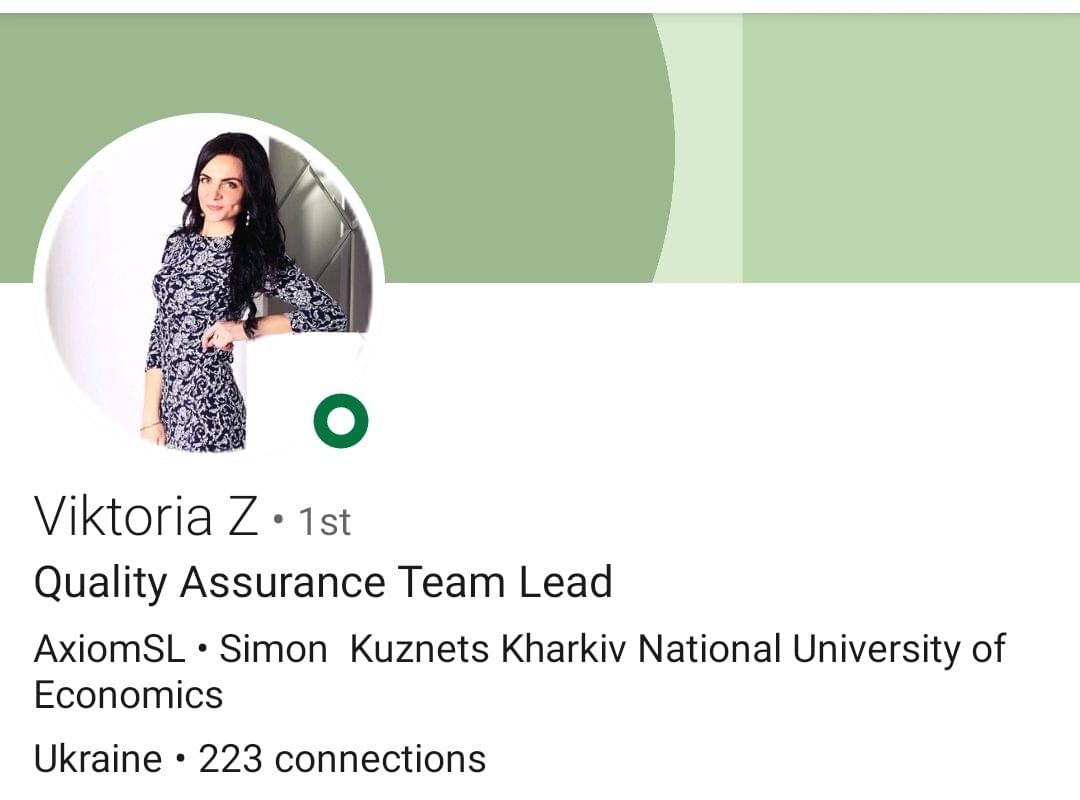 Viktoria Z • 1st
Quality Assurance Team Lead
AxiomSL • Simon  Kuznets Kharkiv National University of
Economics
Ukraine • 223 connections